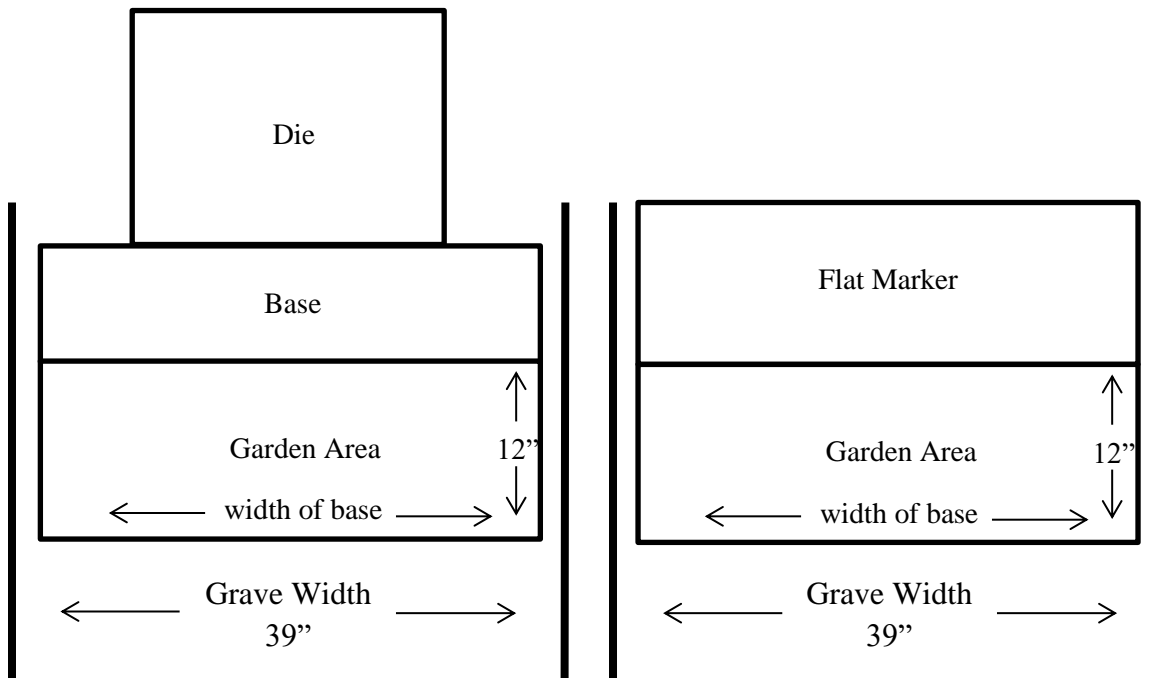 Die
Base
Garden Area
12”
width of base
Grave Width
39”
Flat Marker
Garden Area
12”
width of base
Grave Width
39”